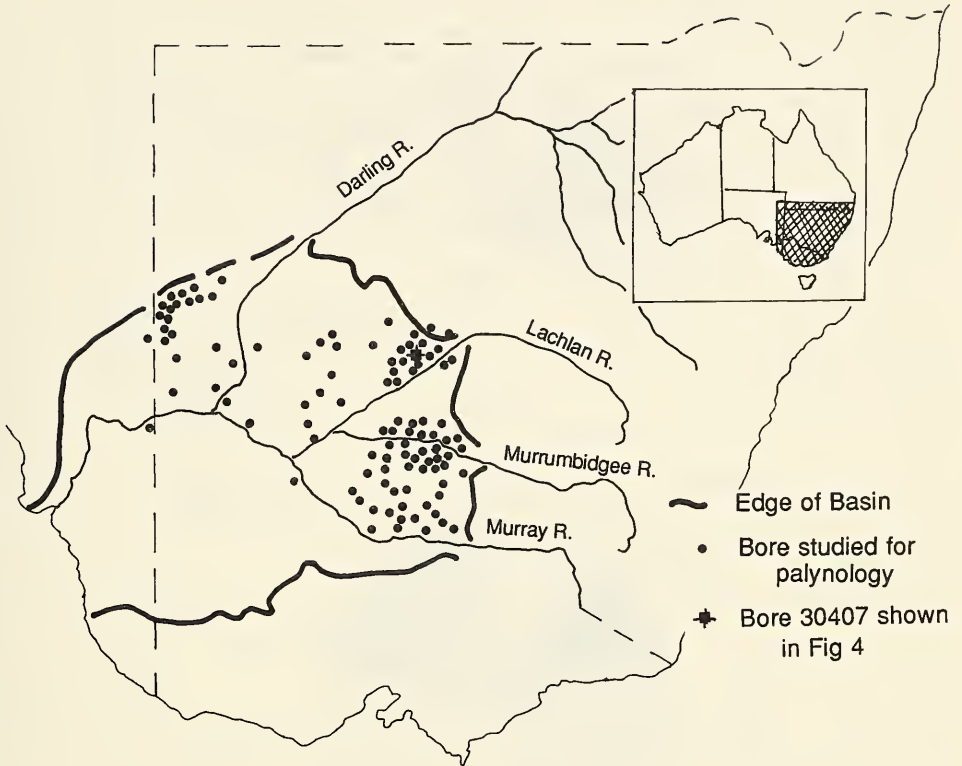 Darling R.
Lachlan R.
Murrumbidgee R.
Murray R.
Edge of Basin
Bore studied for
palynology
Bore 30407 shown
in Fig 4